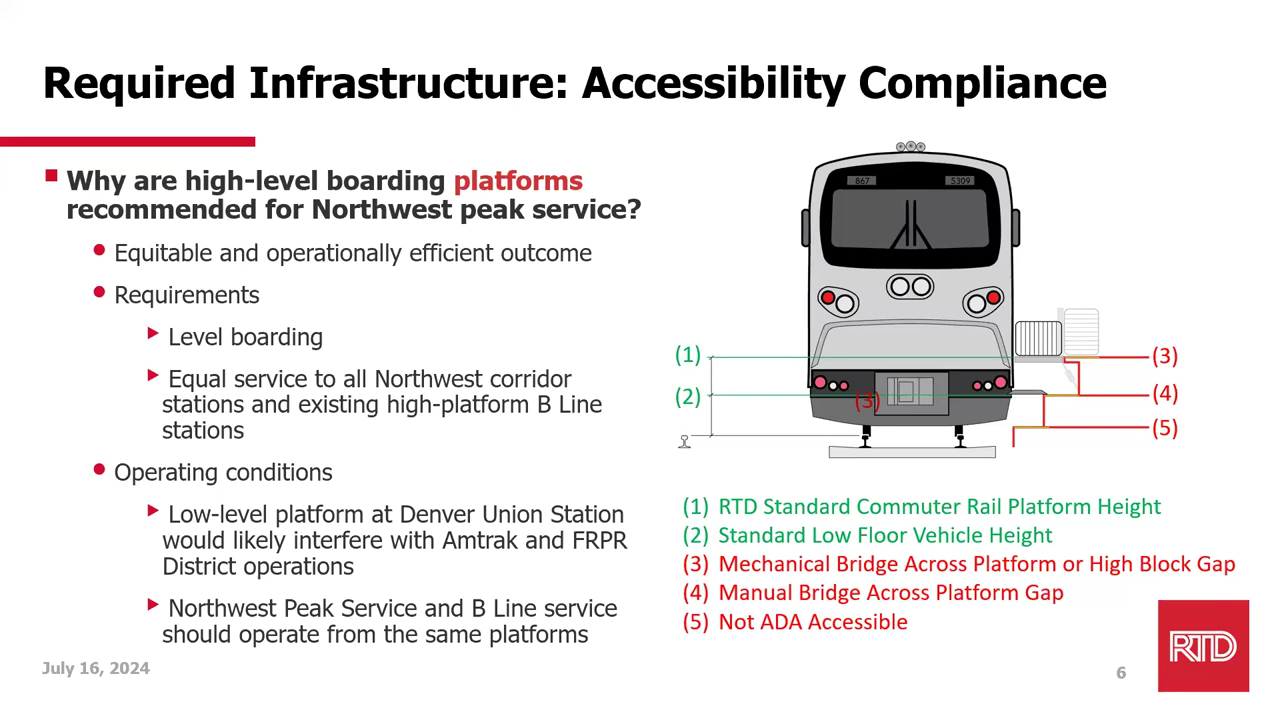 Required Infrastructure: Accessibility Compliance
Why are high-level boarding platforms
recommended for Northwest peak service?
Equitable and operationally efficient outcome
Requirements
Level boarding
Equal service to all Northwest corridor
stations and existing high-platform B Line
stations
Operating conditions
Low-level platform at Denver Union Station
would likely interfere with Amtrak and FRPR
District operations
Northwest Peak Service and B Line service
should operate from the same platforms
867 5309
(1) (3)
(2) (3) (4)
(5)
(1) RTD Standard Commuter Rail Platform Height
(2) Standard Low Floor Vehicle Height
(3) Mechanical Bridge Across Platform or High Block Gap
(4) Manual Bridge Across Platform Gap
(5) Not ADA Accessible
July 16, 2024
6
RTD